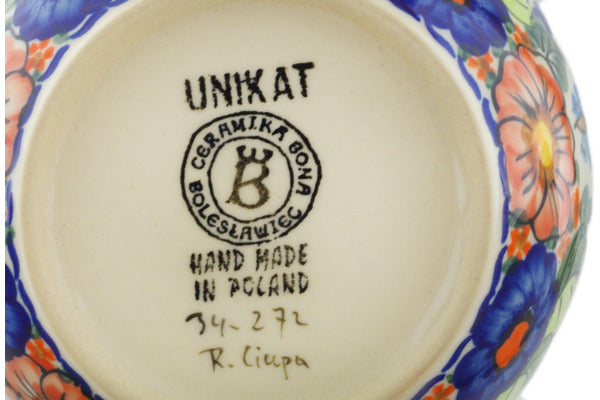 UNIKAT
CERAMIKA BONA
B
BOLESŁAWIEC
HAND MADE
IN POLAND
34-272
R. Ciupa